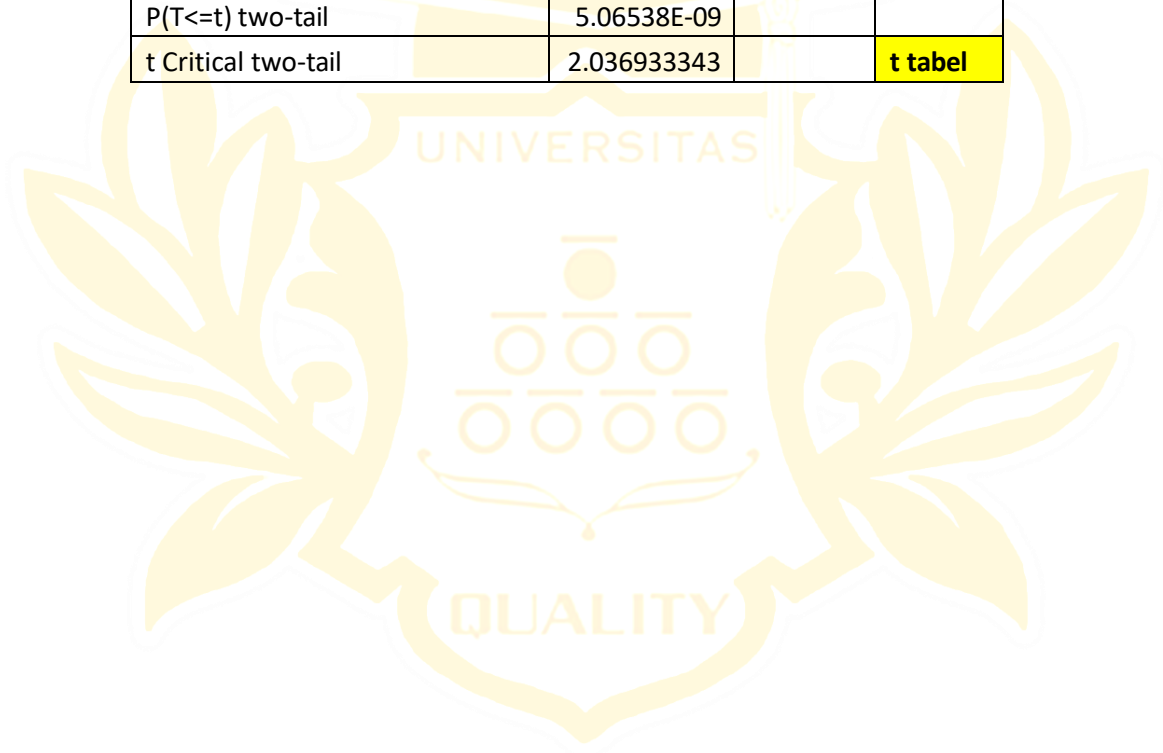 P(T<=t) two-tail 5.06538E-09
t Critical two-tail 2.036933343 t tabel
UNIVERSITAS
QUALITY